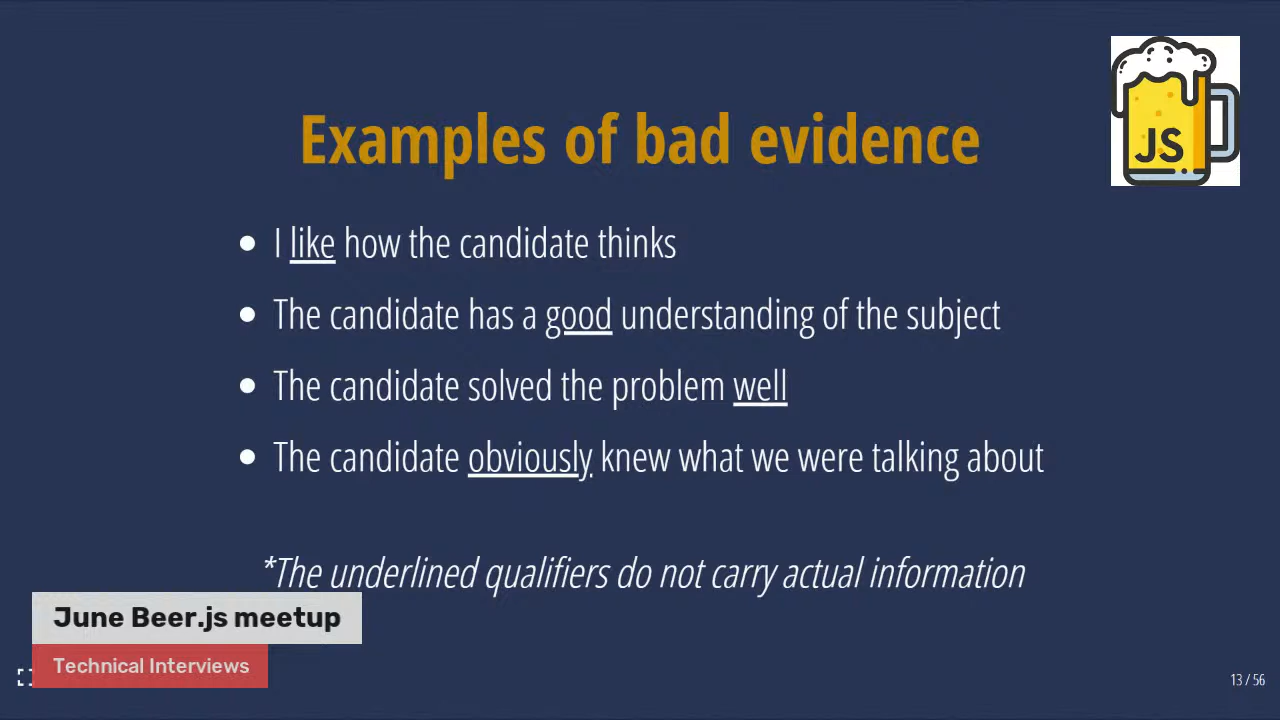 Examples of bad evidence
JS
I like how the candidate thinks
The candidate has a good understanding of the subject
The candidate solved the problem well
The candidate obviously knew what we were talking about
*The underlined qualifiers do not carry actual information
June Beer.js meetup
Technical Interviews
13 / 56